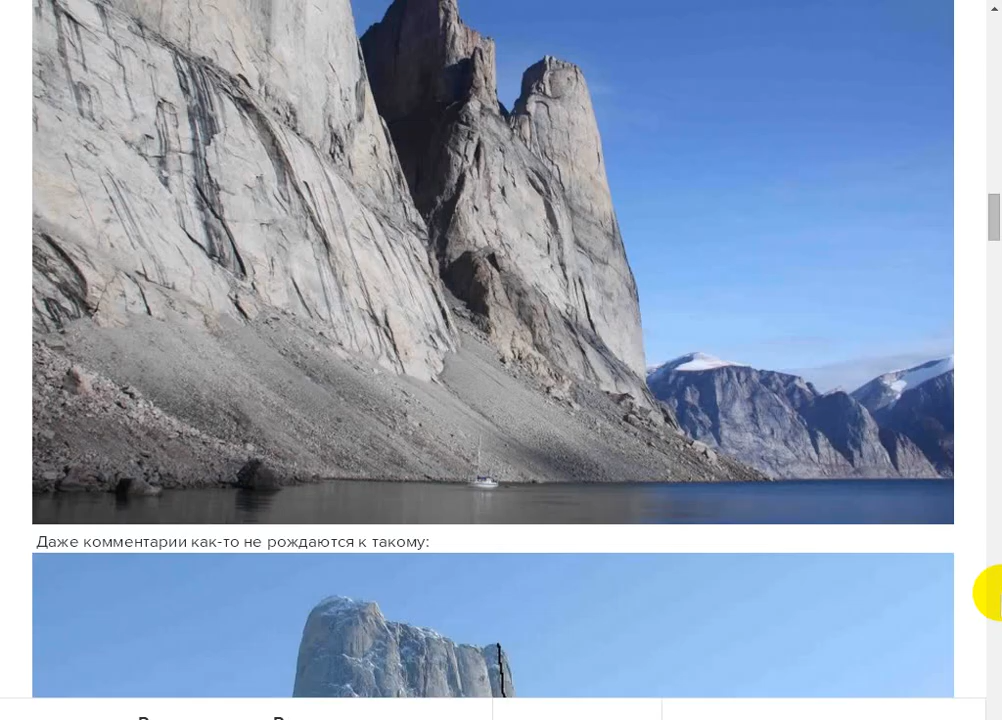 Даже комментарии как-то не рождаются к такому: